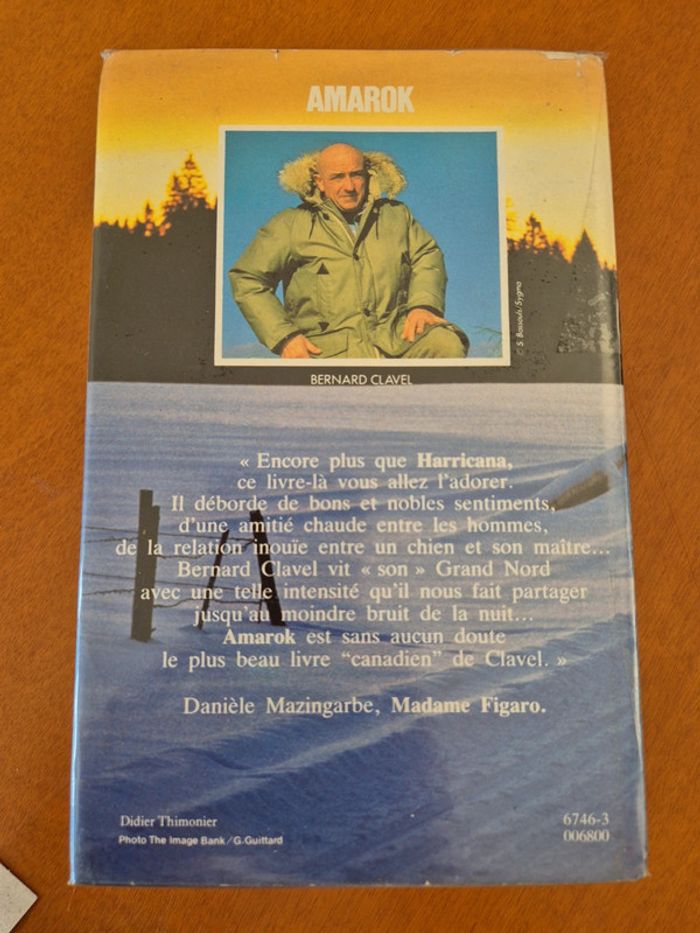 AMAROK
© S. Bassouls/Sygma
BERNARD CLAVEL
« Encore plus que Harricana,
ce livre-là vous allez l'adorer.
Il déborde de bons et nobles sentiments,
d'une amitié chaude entre les hommes,
de la relation inouïe entre un chien et son maître...
Bernard Clavel vit « son » Grand Nord
avec une telle intensité qu'il nous fait partager
jusqu'au moindre bruit de la nuit...
Amarok est sans aucun doute
le plus beau livre “canadien” de Clavel. »
Danièle Mazingarbe, Madame Figaro.
Didier Thimonier
Photo The Image Bank/G. Guittard
6746-3
006800